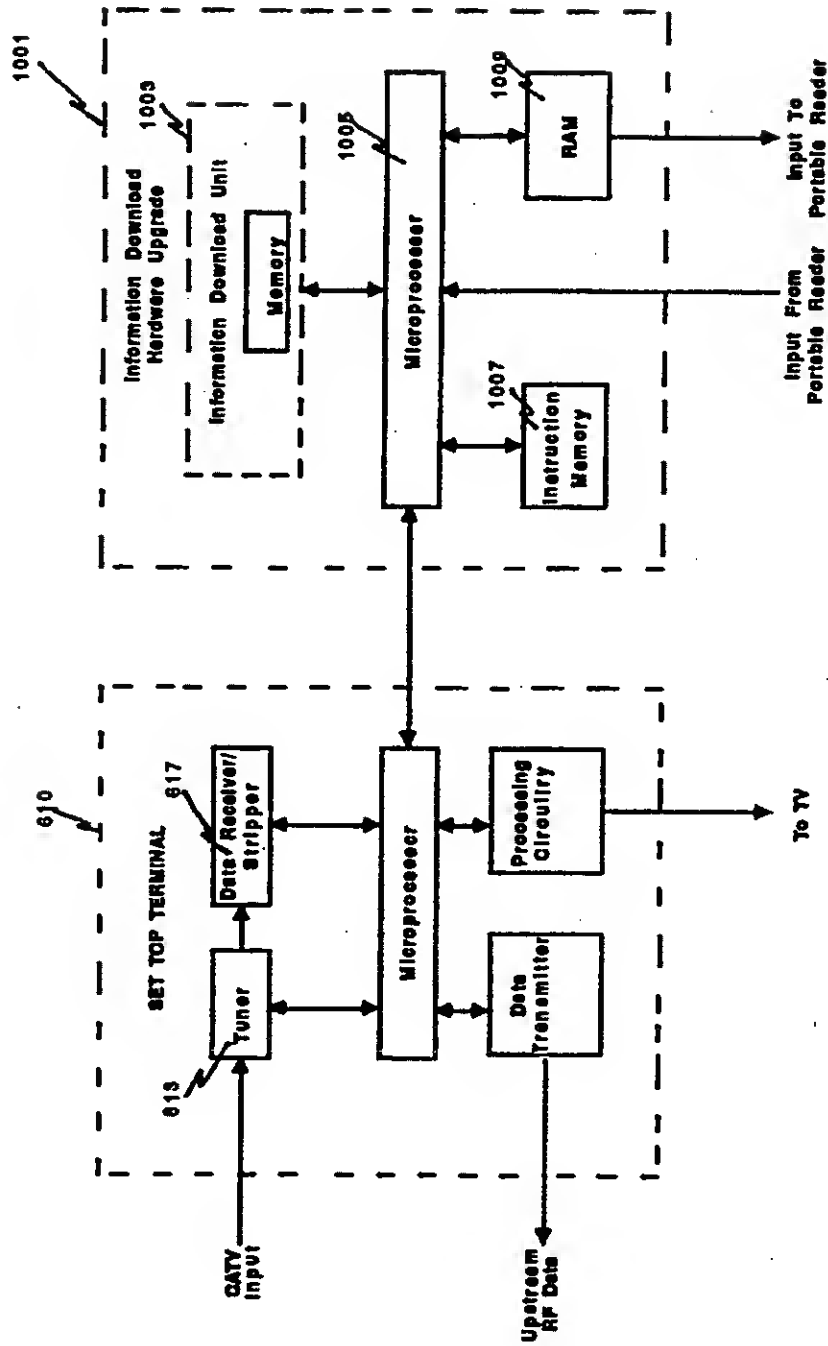 610
SET TOP TERMINAL
613
Tuner
617
Data Receiver/
Stripper
CATV
Input
Microprocessor
Data
Transmitter
Processing
Circuitry
Upstream
RF Data
To TV
1001
Information Download
Hardware Upgrade
1003
Information Download Unit
Memory
1005
Microprocessor
1007
Instruction
Memory
1009
RAM
Input From
Portable Reader
Input To
Portable Reader